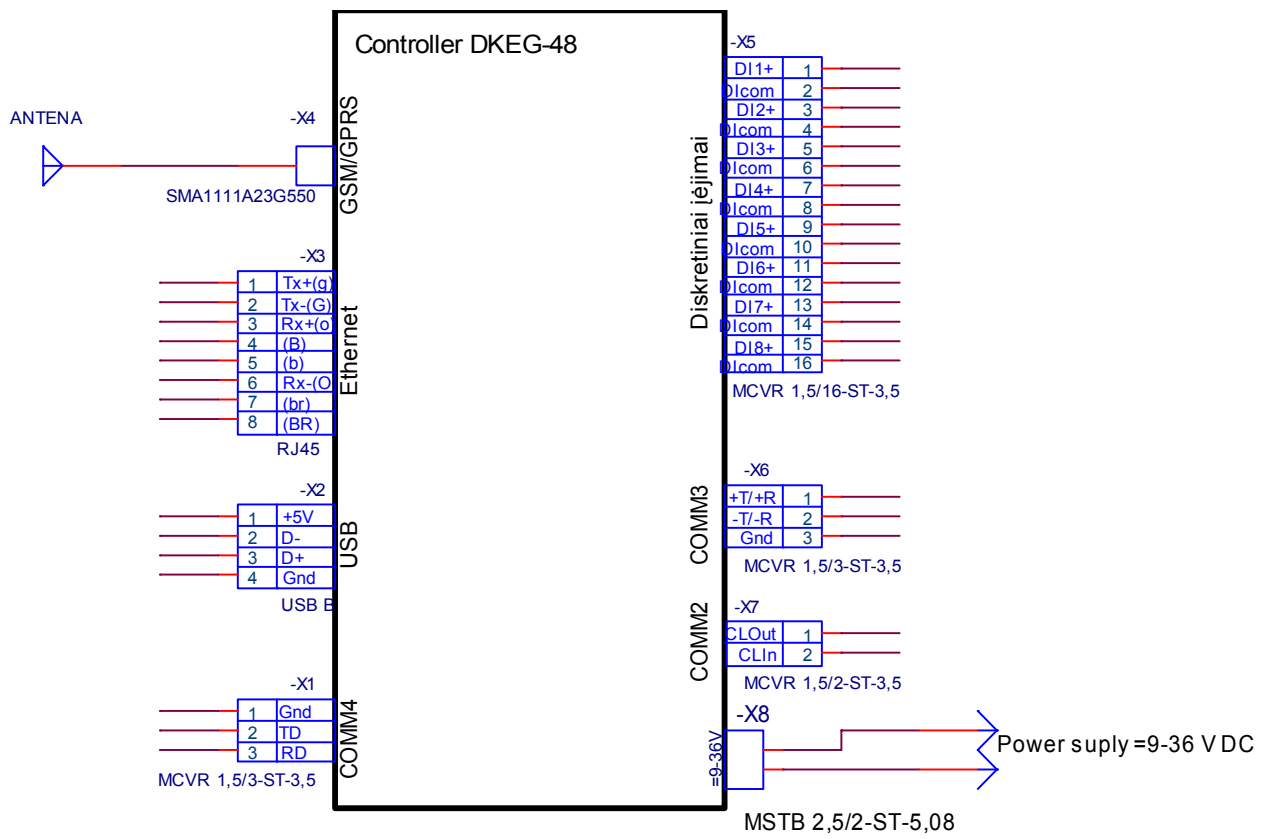 Controller DKEG-48
ANTENA
-X4
GSM/GPRS
SMA1111A23G550
-X3
1 Tx+(g)
2 Tx-(G)
3 Rx+(o)
4 (B)
5 (b)
6 Rx-(O
7 (br)
8 (BR)
Ethernet
RJ45
-X2
1 +5V
2 D-
3 D+
4 Gnd
USB
USB B
-X1
1 Gnd
2 TD
3 RD
COMM4
MCVR 1,5/3-ST-3,5
-X5
Diskretiniai įėjimai
DI1+ 1
DIcom 2
DI2+ 3
DIcom 4
DI3+ 5
DIcom 6
DI4+ 7
DIcom 8
DI5+ 9
DIcom 10
DI6+ 11
DIcom 12
DI7+ 13
DIcom 14
DI8+ 15
DIcom 16
MCVR 1,5/16-ST-3,5
-X6
COMM3
+T/+R 1
-T/-R 2
Gnd 3
MCVR 1,5/3-ST-3,5
-X7
COMM2
CLOut 1
CLIn 2
MCVR 1,5/2-ST-3,5
-X8
=9-36V
Power suply =9-36 V DC
MSTB 2,5/2-ST-5,08